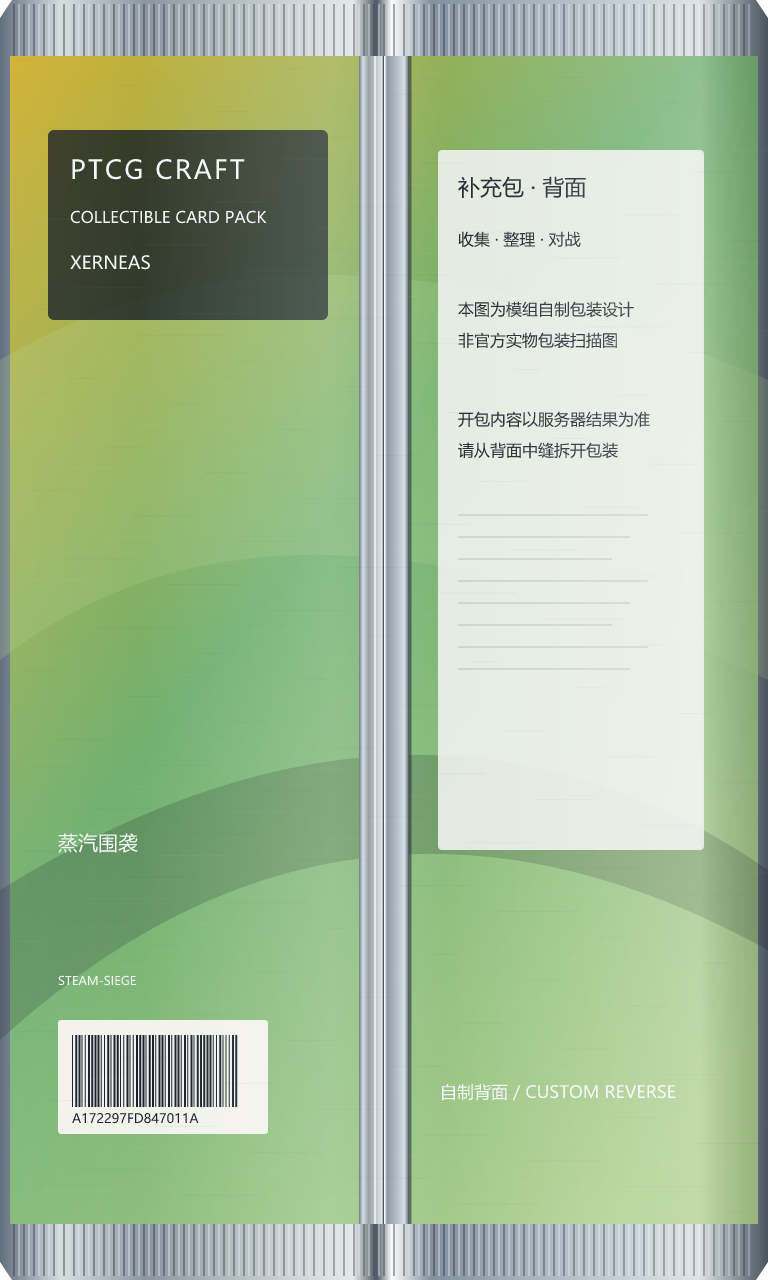 PTCG CRAFT
COLLECTIBLE CARD PACK
XERNEAS
蒸汽围袭
STEAM-SIEGE
A172297FD847011A
补充包 · 背面
收集 · 整理 · 对战
本图为模组自制包装设计
非官方实物包装扫描图
开包内容以服务器结果为准
请从背面中缝拆开包装
自制背面 / CUSTOM REVERSE